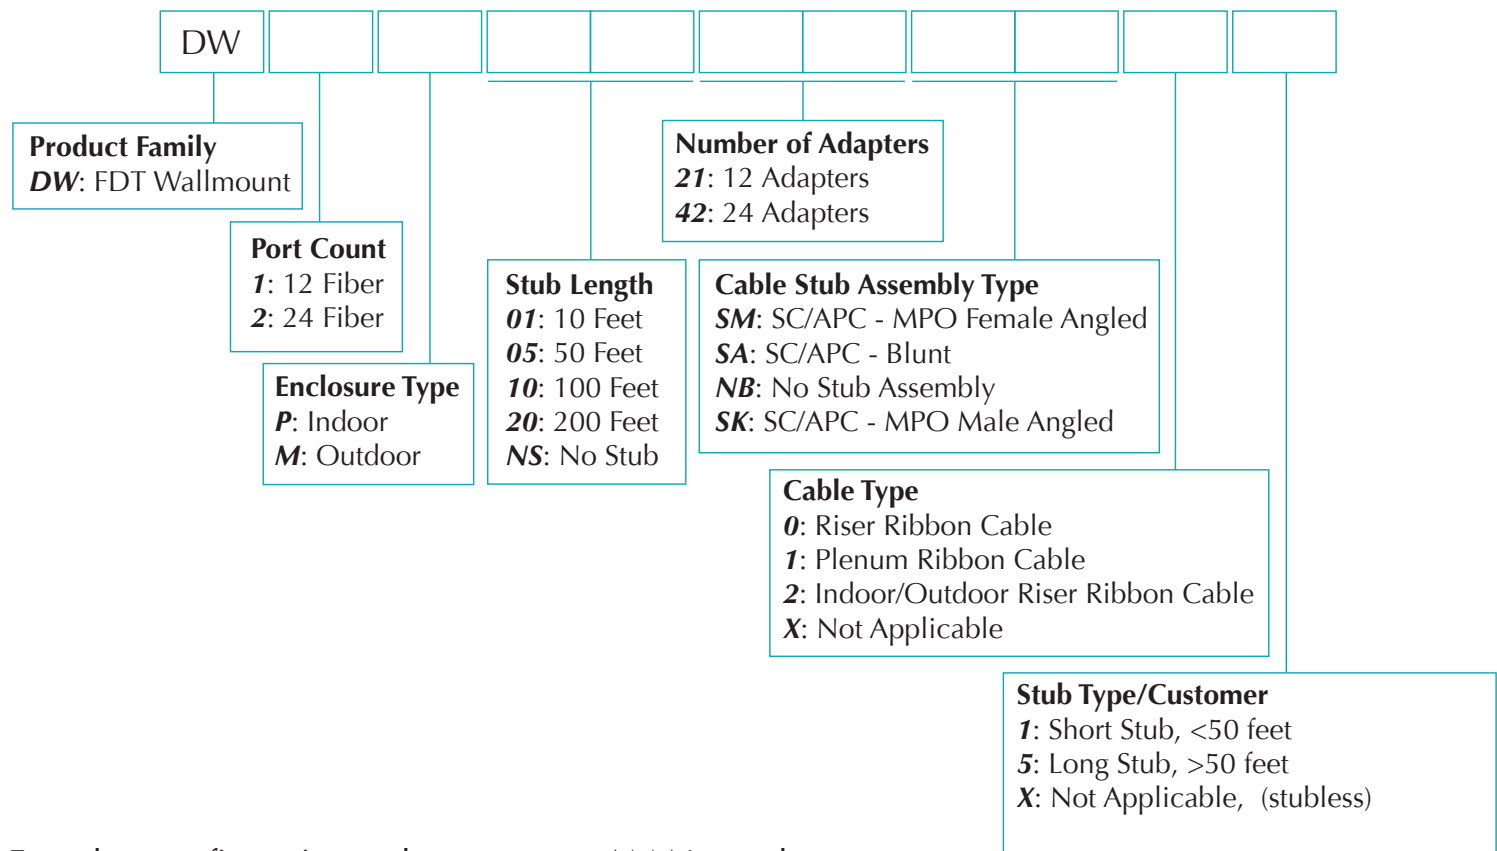 DW
Product Family
DW: FDT Wallmount
Port Count
1: 12 Fiber
2: 24 Fiber
Enclosure Type
P: Indoor
M: Outdoor
Stub Length
01: 10 Feet
05: 50 Feet
10: 100 Feet
20: 200 Feet
NS: No Stub
Number of Adapters
21: 12 Adapters
42: 24 Adapters
Cable Stub Assembly Type
SM: SC/APC - MPO Female Angled
SA: SC/APC - Blunt
NB: No Stub Assembly
SK: SC/APC - MPO Male Angled
Cable Type
0: Riser Ribbon Cable
1: Plenum Ribbon Cable
2: Indoor/Outdoor Riser Ribbon Cable
X: Not Applicable
Stub Type/Customer
1: Short Stub, <50 feet
5: Long Stub, >50 feet
X: Not Applicable, (stubless)